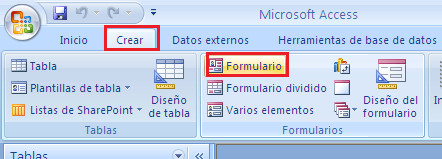 Microsoft Access
Inicio Crear Datos externos Herramientas de base de datos
Tabla
Plantillas de tabla
Listas de SharePoint
Diseño
de tabla
Tablas
Formulario
Formulario dividido
Varios elementos
Diseño del
formulario
Formularios
Tablas